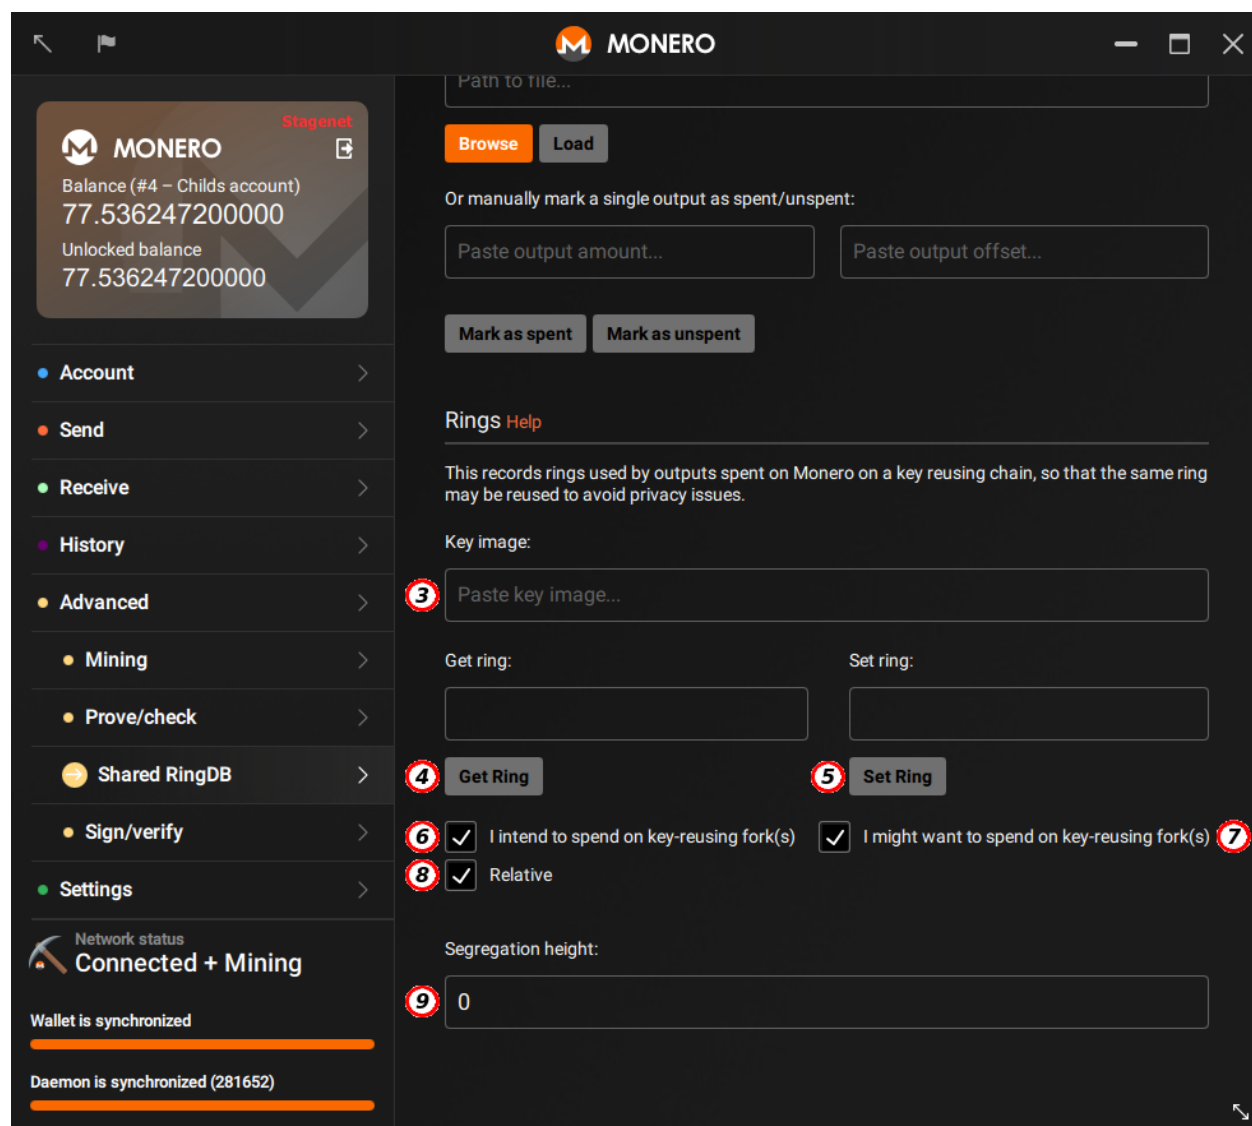 MONERO
Stagenet
MONERO
Balance (#4 – Childs account)
77.536247200000
Unlocked balance
77.536247200000
Account
Send
Receive
History
Advanced
Mining
Prove/check
Shared RingDB
Sign/verify
Settings
Network status
Connected + Mining
Wallet is synchronized
Daemon is synchronized (281652)
Path to file...
Browse Load
Or manually mark a single output as spent/unspent:
Paste output amount... Paste output offset...
Mark as spent Mark as unspent
Rings Help
This records rings used by outputs spent on Monero on a key reusing chain, so that the same ring
may be reused to avoid privacy issues.
Key image:
3 Paste key image...
Get ring: Set ring:
4 Get Ring 5 Set Ring
6 I intend to spend on key-reusing fork(s) I might want to spend on key-reusing fork(s) 7
8 Relative
Segregation height:
9 0